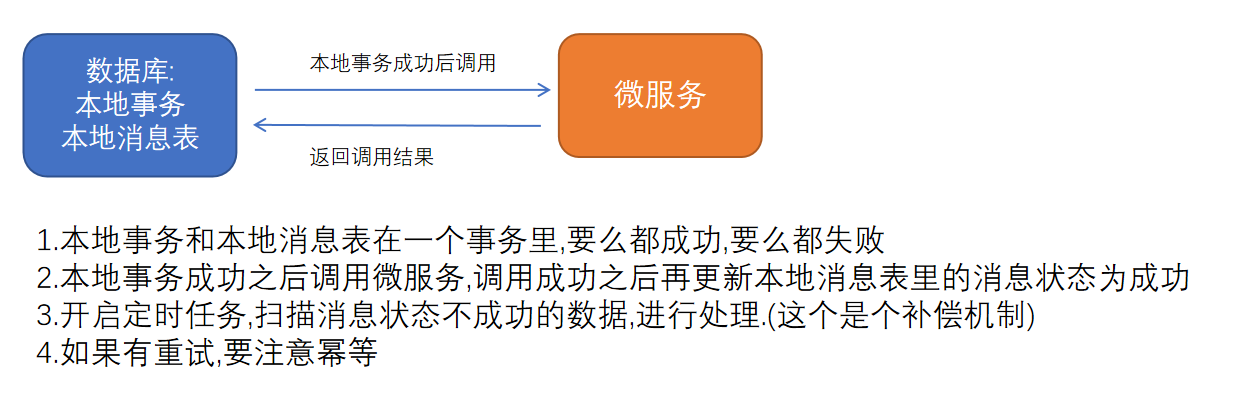 数据库:
本地事务
本地消息表
本地事务成功后调用
返回调用结果
微服务
1.本地事务和本地消息表在一个事务里,要么都成功,要么都失败
2.本地事务成功之后调用微服务,调用成功之后再更新本地消息表里的消息状态为成功
3.开启定时任务,扫描消息状态不成功的数据,进行处理.(这个是个补偿机制)
4.如果有重试,要注意幂等